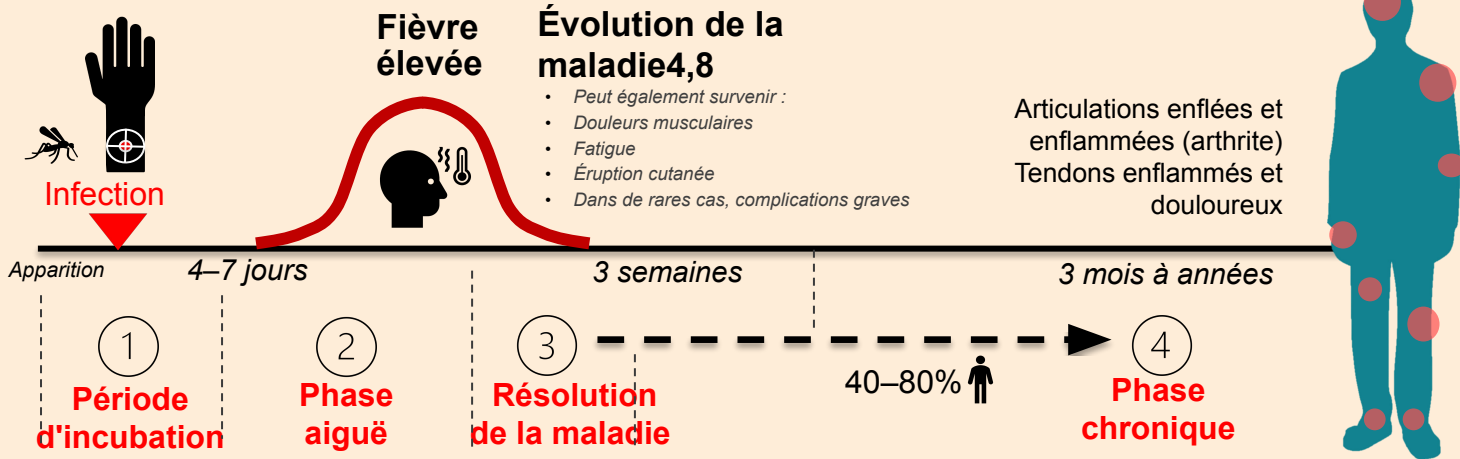 Fièvre
élevée
Évolution de la
maladie4,8
• Peut également survenir :
• Douleurs musculaires
• Fatigue
• Éruption cutanée
• Dans de rares cas, complications graves
Articulations enflées et
enflammées (arthrite)
Tendons enflammés et
douloureux
Infection
Apparition
4–7 jours
3 semaines
3 mois à années
1
Période
d'incubation
2
Phase
aiguë
3
Résolution
de la maladie
40–80%
4
Phase
chronique